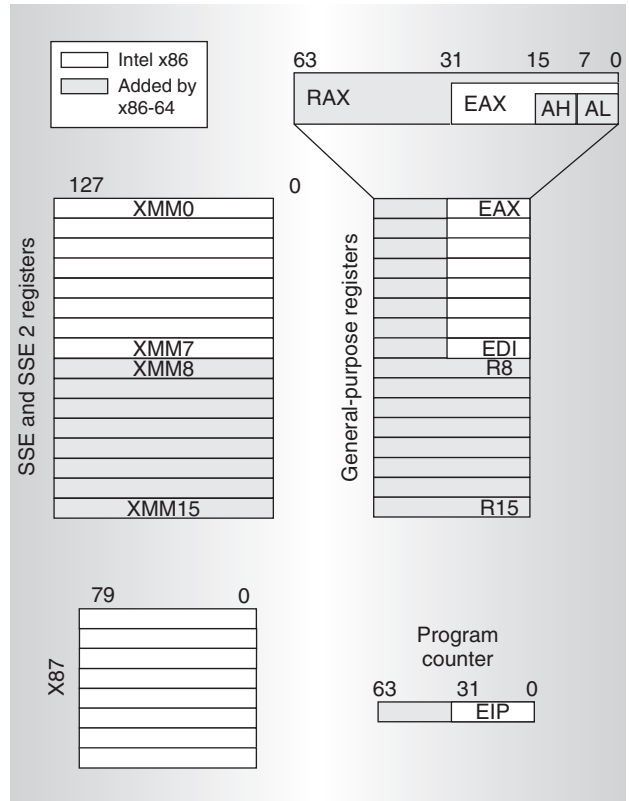 Intel x86
Added by
x86-64
63 31 15 7 0
RAX
EAX
AH
AL
127 0
SSE and SSE 2 registers
XMM0
XMM7
XMM8
XMM15
General-purpose registers
EAX
EDI
R8
R15
79 0
X87
Program
counter
63 31 0
EIP